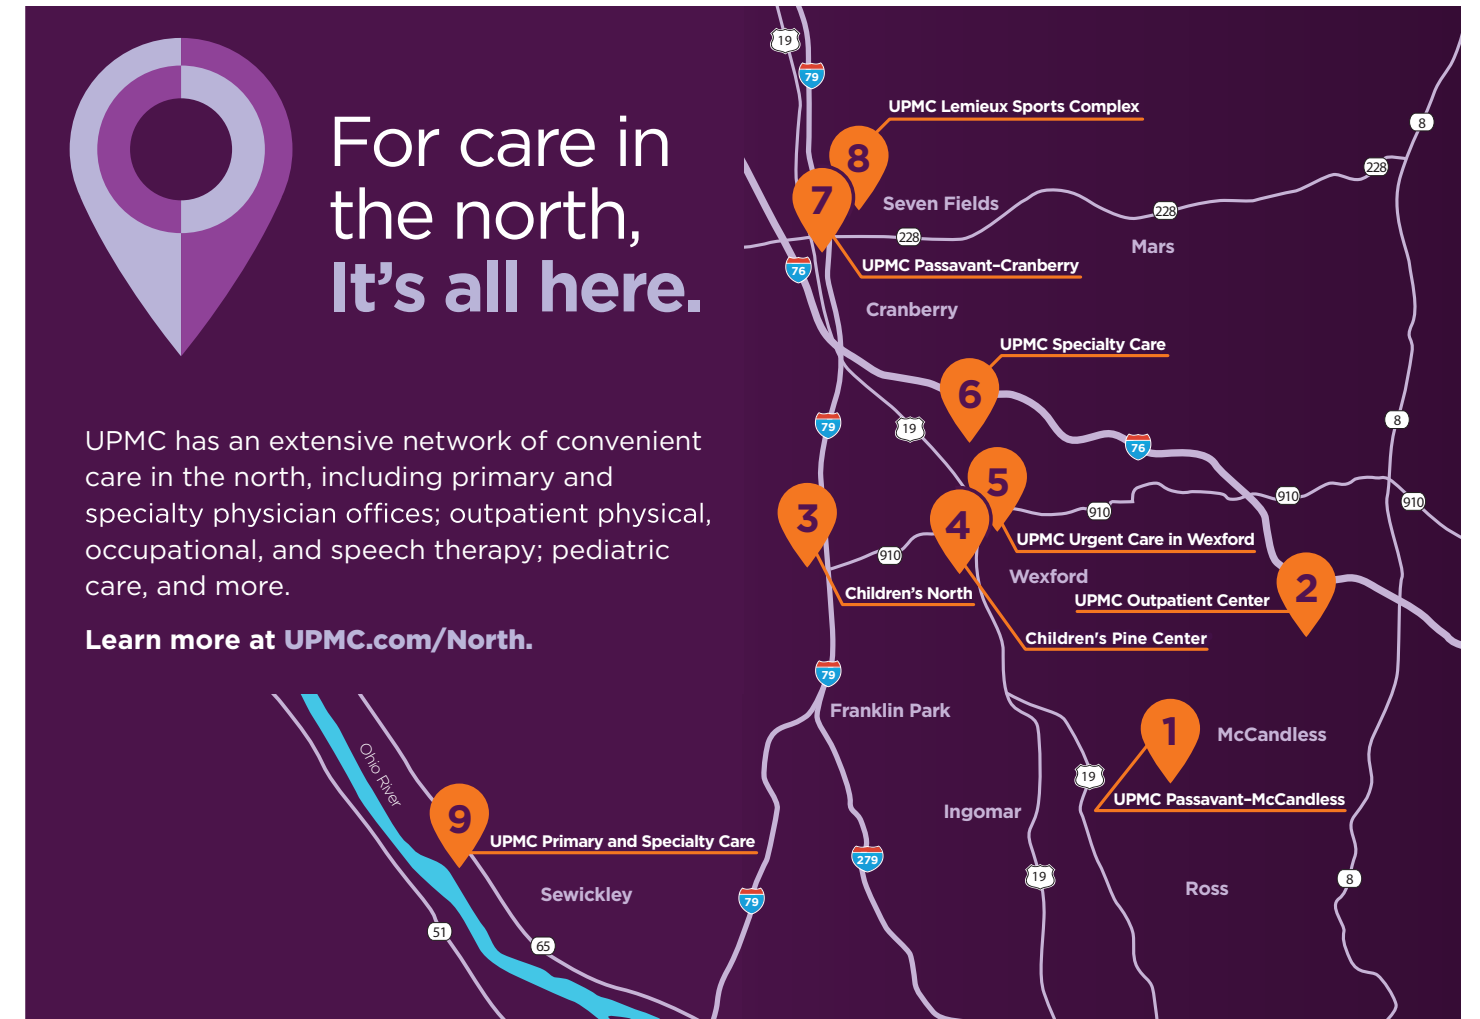 For care in
the north,
It's all here.
UPMC has an extensive network of convenient
care in the north, including primary and
specialty physician offices; outpatient physical,
occupational, and speech therapy; pediatric
care, and more.
Learn more at UPMC.com/North.
19
79
UPMC Lemieux Sports Complex
8
8
228
7
Seven Fields
228
228
Mars
76
UPMC Passavant–Cranberry
Cranberry
UPMC Specialty Care
6
79
19
8
76
5
3
4
910
910
910
UPMC Urgent Care in Wexford
910
Wexford
2
Children's North
UPMC Outpatient Center
Children's Pine Center
79
Franklin Park
1
McCandless
Ohio River
19
UPMC Passavant–McCandless
Ingomar
9
UPMC Primary and Specialty Care
279
19
8
Sewickley
Ross
79
51
65